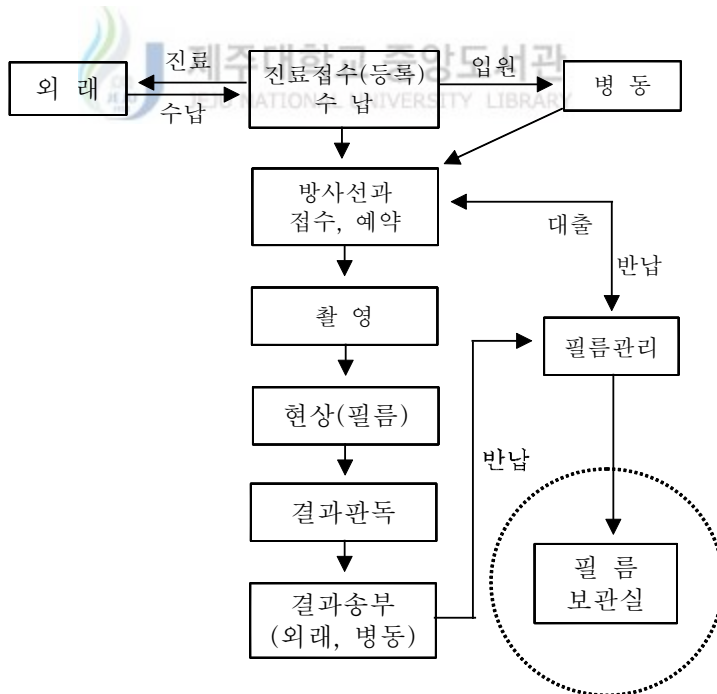 제주대학교 중앙도서관
JEJU NATIONAL UNIVERSITY LIBRARY
외 래
진료
수납
진료접수(등록)
수 납
입원
병 동
방사선과
접수, 예약
대출
반납
촬 영
필름관리
현상(필름)
반납
결과판독
필 름
보관실
결과송부
(외래, 병동)